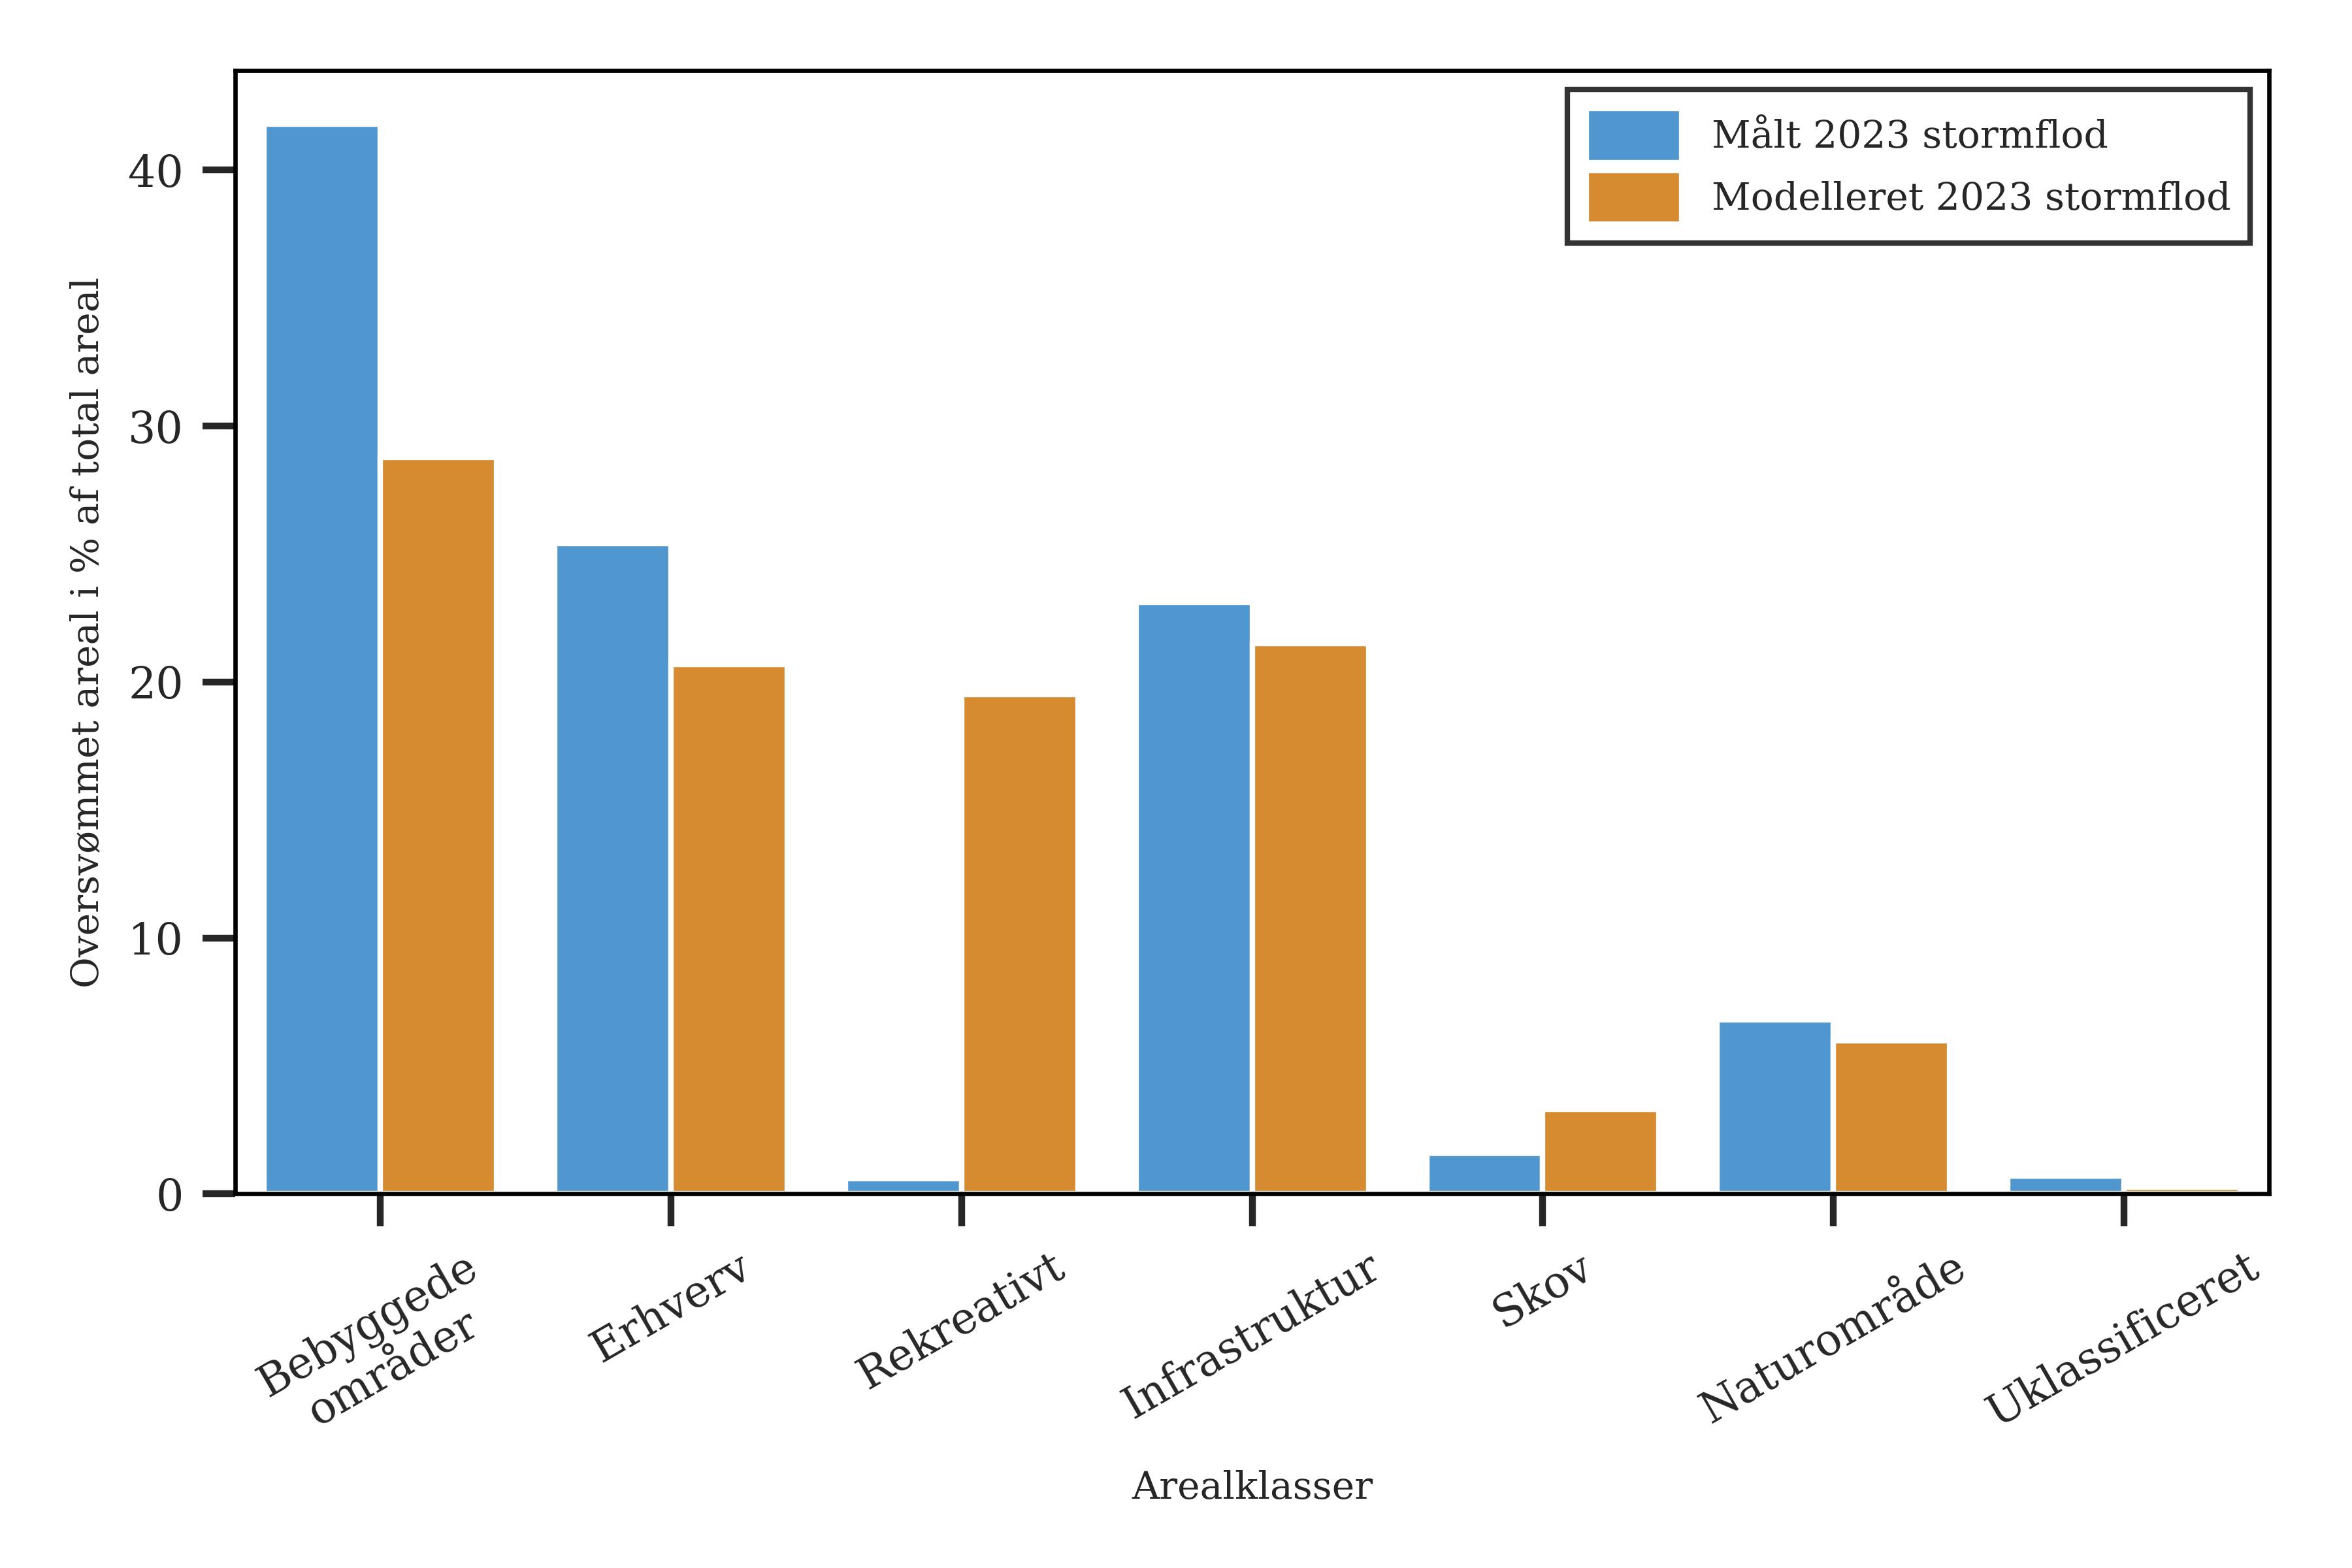 Målt 2023 stormflod
Modelleret 2023 stormflod
Oversvømmet areal i % af total areal
40
30
20
10
0
Bebyggede
områder
Erhverv
Rekreativt
Infrastruktur
Skov
Naturområde
Uklassificeret
Arealklasser